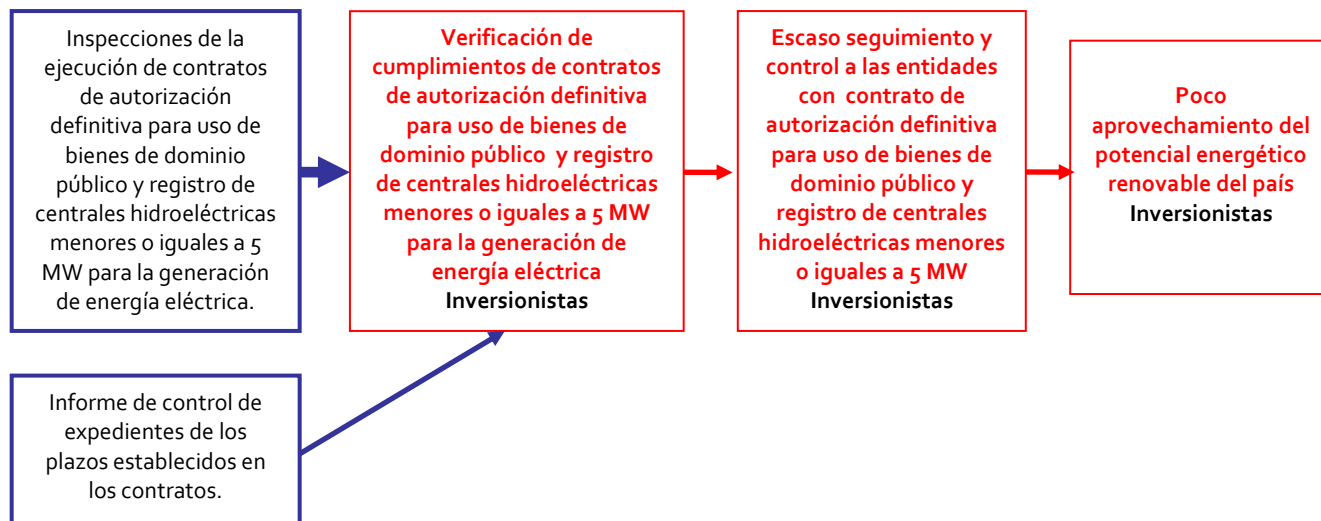 Inspecciones de la
ejecución de contratos
de autorización
definitiva para uso de
bienes de dominio
público y registro de
centrales hidroeléctricas
menores o iguales a 5
MW para la generación
de energía eléctrica.
Verificación de
cumplimientos de contratos
de autorización definitiva
para uso de bienes de
dominio público y registro
de centrales hidroeléctricas
menores o iguales a 5 MW
para la generación de
energía eléctrica
Inversionistas
Escaso seguimiento y
control a las entidades
con contrato de
autorización definitiva
para uso de bienes de
dominio público y
registro de centrales
hidroeléctricas menores
o iguales a 5 MW
Inversionistas
Poco
aprovechamiento del
potencial energético
renovable del país
Inversionistas
Informe de control de
expedientes de los
plazos establecidos en
los contratos.